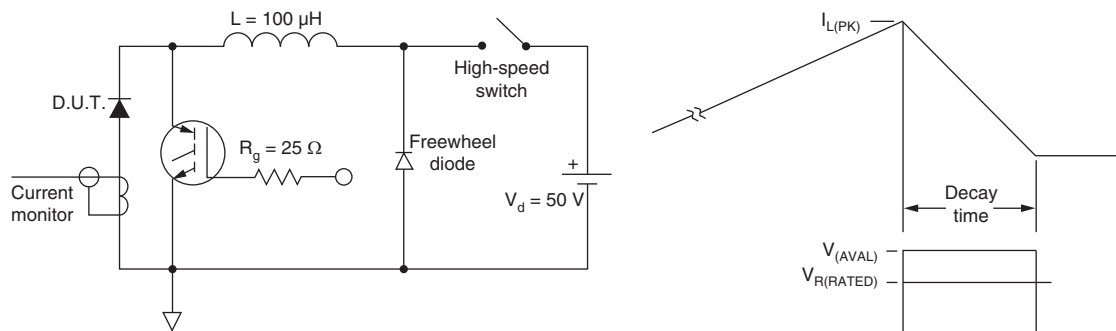 L = 100 µH
High-speed
switch
D.U.T.
R_g = 25 Ω
Freewheel
diode
+
V_d = 50 V
Current
monitor
I_L(PK)
Decay
time
V_(AVAL)
V_R(RATED)